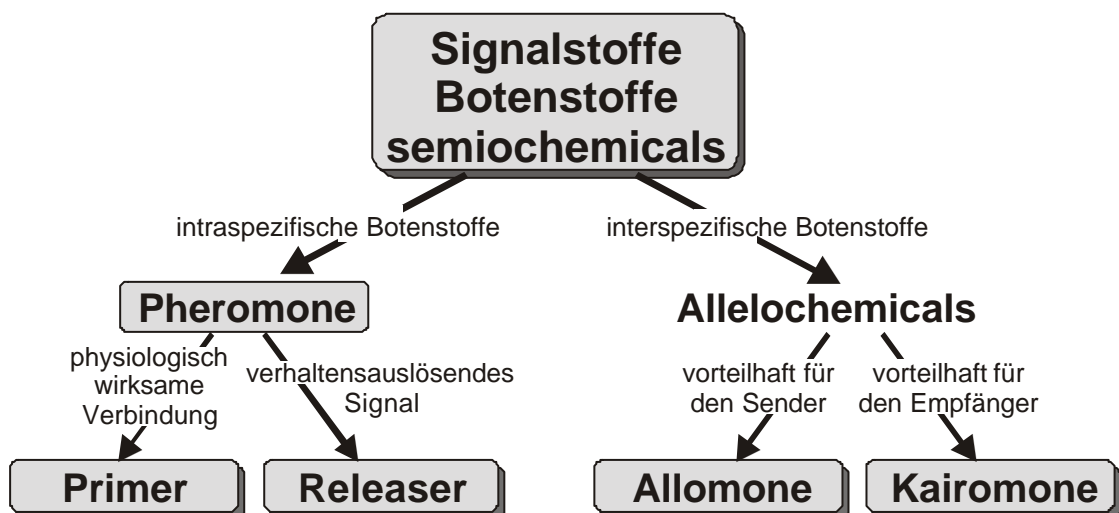 Signalstoffe
Botenstoffe
semiochemicals
intraspezifische Botenstoffe
interspezifische Botenstoffe
Pheromone
Allelochemicals
physiologisch
wirksame
Verbindung
verhaltensauslösendes
Signal
vorteilhaft für
den Sender
vorteilhaft für
den Empfänger
Primer
Releaser
Allomone
Kairomone